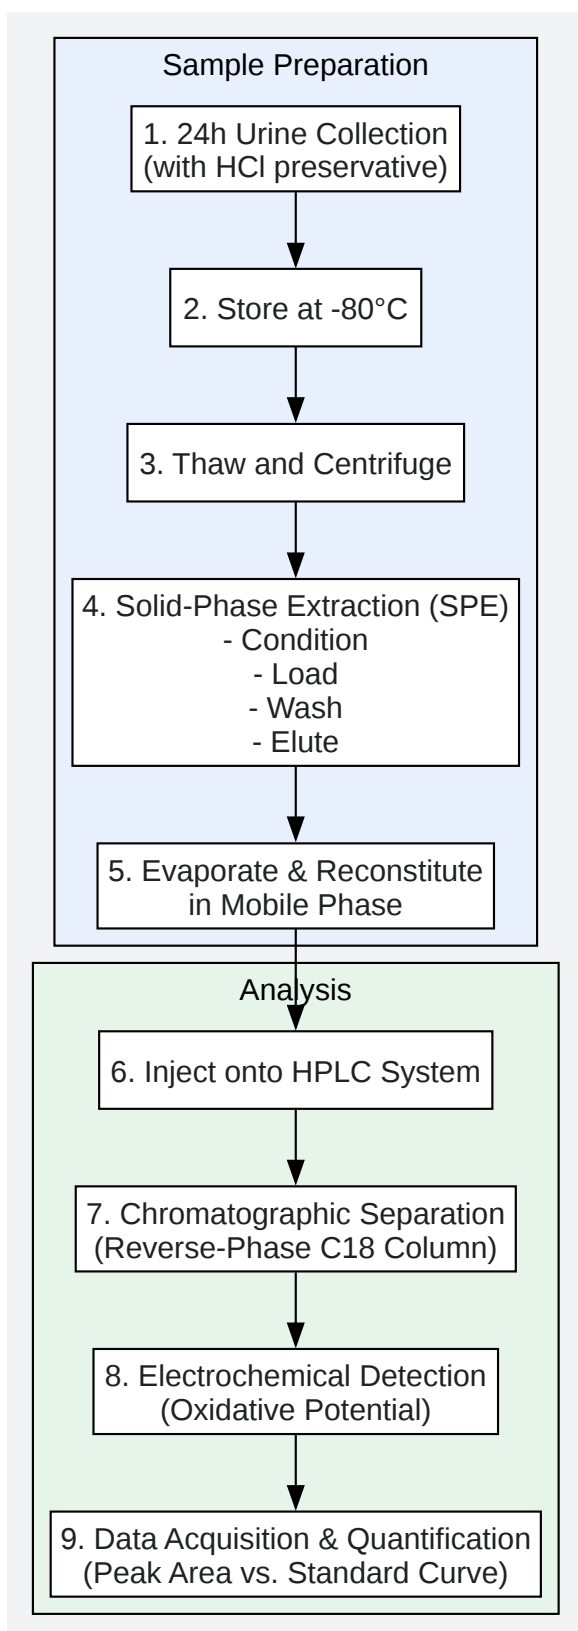 Sample Preparation
1. 24h Urine Collection
(with HCl preservative)
2. Store at -80°C
3. Thaw and Centrifuge
4. Solid-Phase Extraction (SPE)
- Condition
- Load
- Wash
- Elute
5. Evaporate & Reconstitute
in Mobile Phase
Analysis
6. Inject onto HPLC System
7. Chromatographic Separation
(Reverse-Phase C18 Column)
8. Electrochemical Detection
(Oxidative Potential)
9. Data Acquisition & Quantification
(Peak Area vs. Standard Curve)